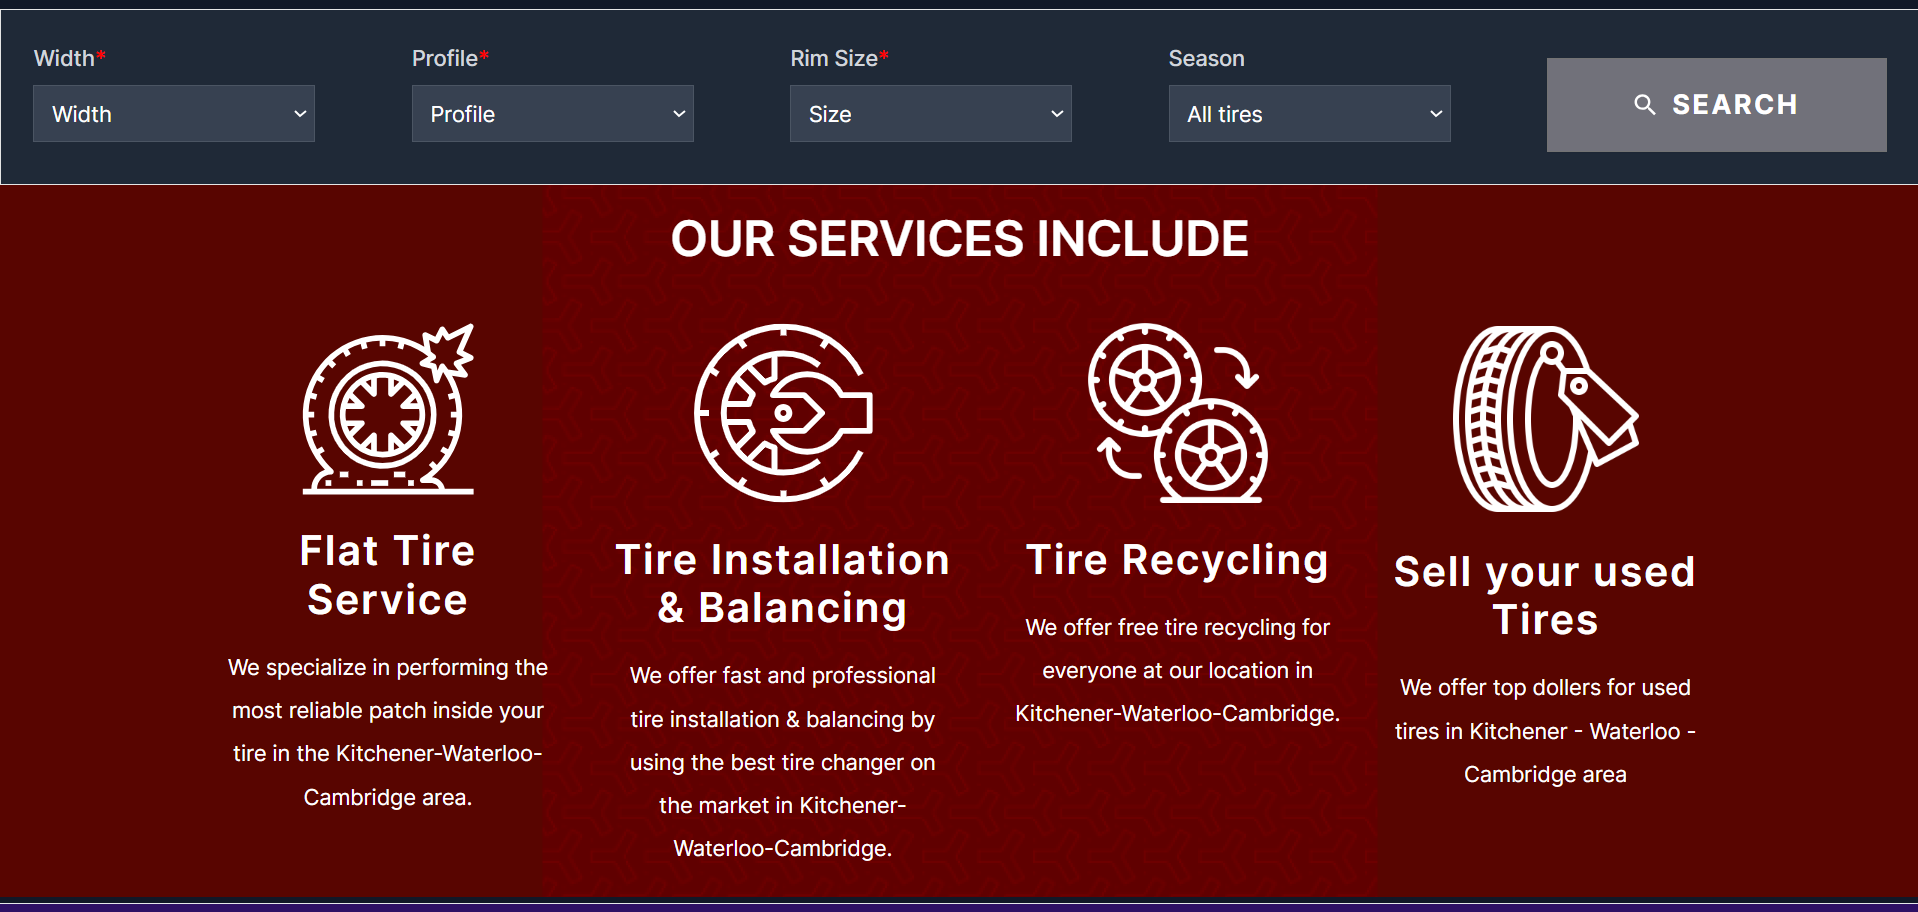 Width* Profile* Rim Size* Season
Width Profile Size All tires SEARCH
OUR SERVICES INCLUDE
Flat Tire
Service
We specialize in performing the
most reliable patch inside your
tire in the Kitchener-Waterloo-
Cambridge area.
Tire Installation
& Balancing
We offer fast and professional
tire installation & balancing by
using the best tire changer on
the market in Kitchener-
Waterloo-Cambridge.
Tire Recycling
We offer free tire recycling for
everyone at our location in
Kitchener-Waterloo-Cambridge.
Sell your used
Tires
We offer top dollers for used
tires in Kitchener - Waterloo -
Cambridge area